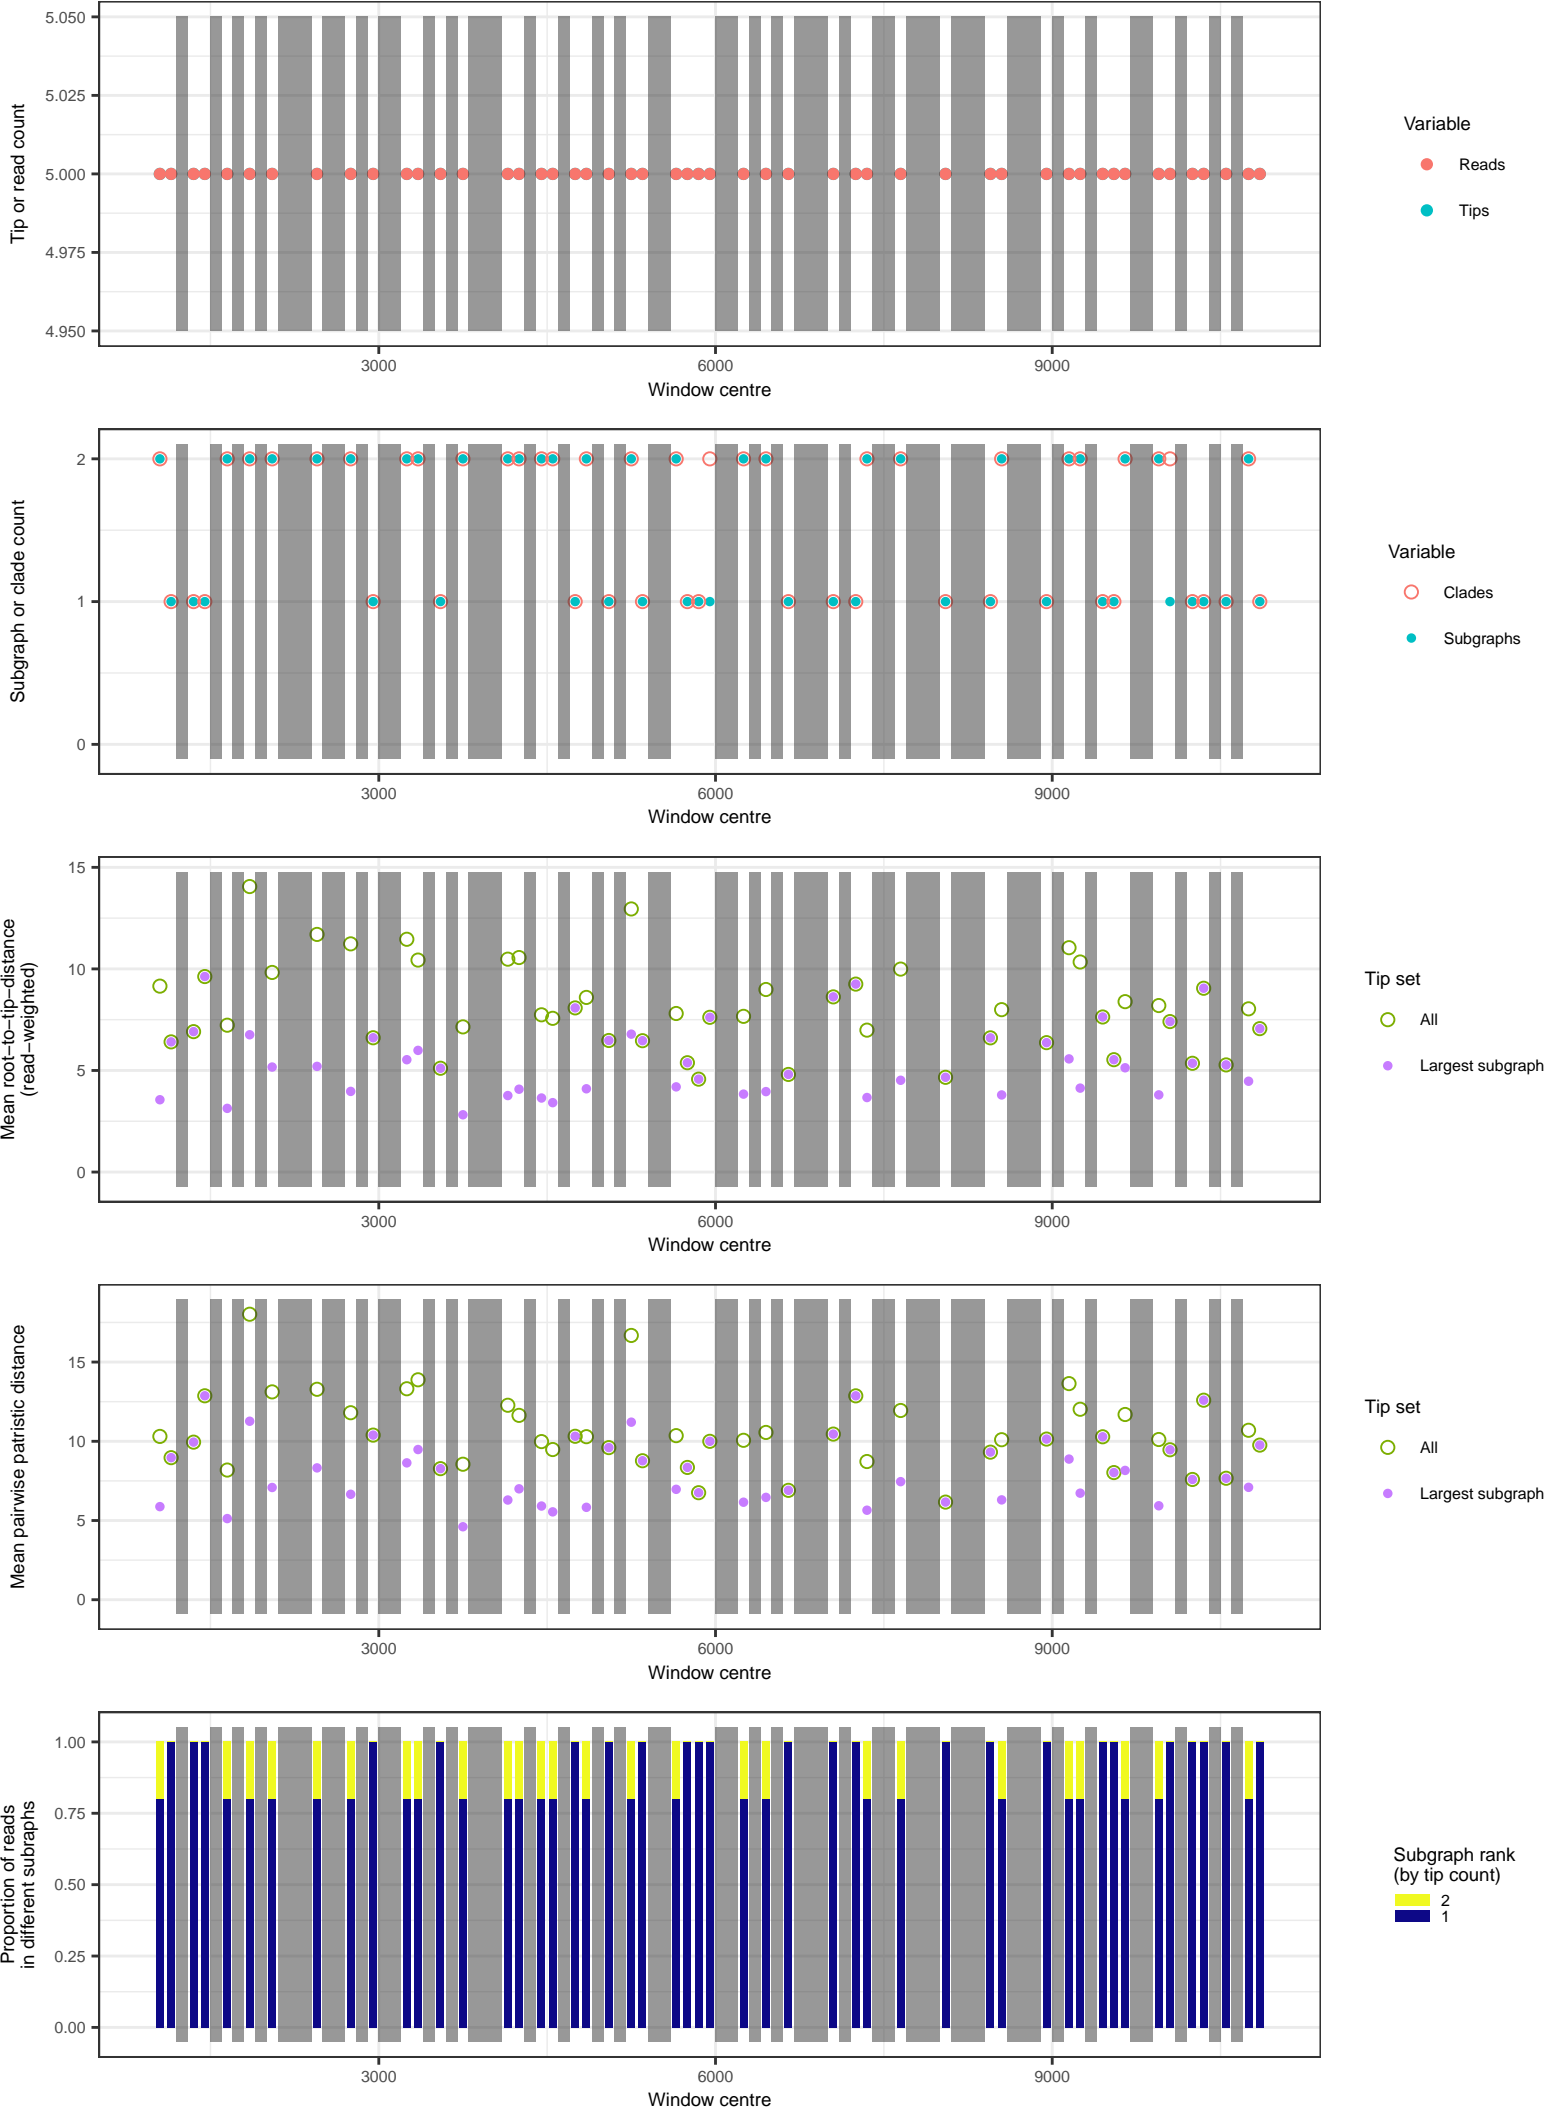 5.050
5.025
5.000
4.975
4.950
Tip or read count
3000 6000 9000
Window centre
Variable
Reads
Tips
2
1
0
Subgraph or clade count
3000 6000 9000
Window centre
Variable
Clades
Subgraphs
15
10
5
0
Mean root−to−tip−distance
(read−weighted)
3000 6000 9000
Window centre
Tip set
All
Largest subgraph
15
10
5
0
Mean pairwise patristic distance
3000 6000 9000
Window centre
Tip set
All
Largest subgraph
1.00
0.75
0.50
0.25
0.00
Proportion of reads
in different subraphs
3000 6000 9000
Window centre
Subgraph rank
(by tip count)
2
1